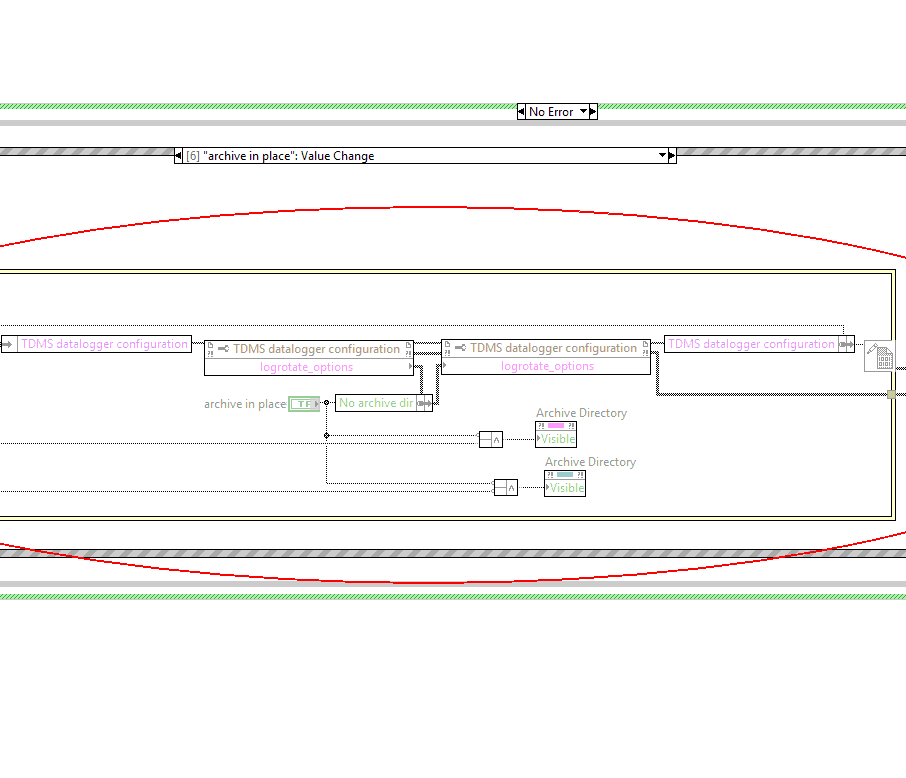 No Error
[6] "archive in place": Value Change
TDMS datalogger configuration
TDMS datalogger configuration
logrotate_options
TDMS datalogger configuration
logrotate_options
TDMS datalogger configuration
archive in place
TF
No archive dir
Archive Directory
Visible
Archive Directory
Visible